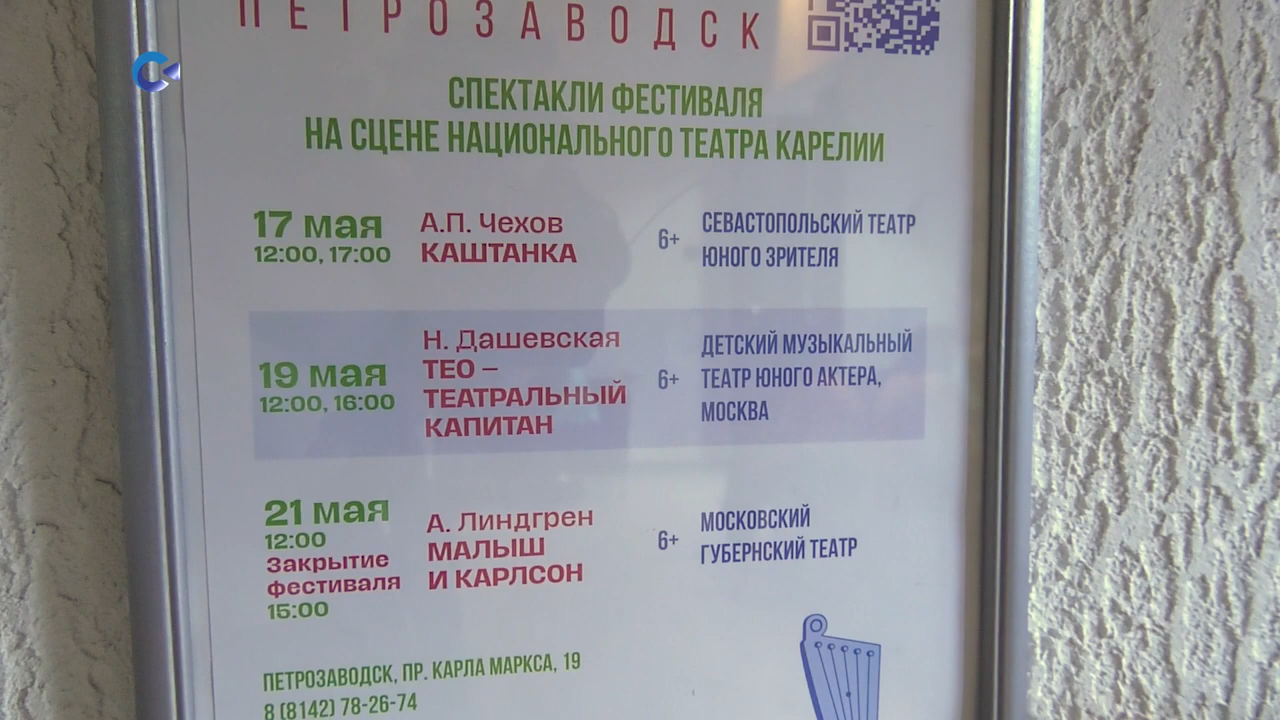 ПЕТРОЗАВОДСК
СПЕКТАКЛИ ФЕСТИВАЛЯ
НА СЦЕНЕ НАЦИОНАЛЬНОГО ТЕАТРА КАРЕЛИИ
17 мая
12:00, 17:00
А.П. Чехов
КАШТАНКА
6+
СЕВАСТОПОЛЬСКИЙ ТЕАТР
ЮНОГО ЗРИТЕЛЯ
19 мая
12:00, 16:00
Н. Дашевская
ТЕО –
ТЕАТРАЛЬНЫЙ
КАПИТАН
6+
ДЕТСКИЙ МУЗЫКАЛЬНЫЙ
ТЕАТР ЮНОГО АКТЕРА,
МОСКВА
21 мая
12:00
Закрытие
фестиваля
15:00
А. Линдгрен
МАЛЫШ
И КАРЛСОН
6+
МОСКОВСКИЙ
ГУБЕРНСКИЙ ТЕАТР
ПЕТРОЗАВОДСК, ПР. КАРЛА МАРКСА, 19
8 (8142) 78-26-74